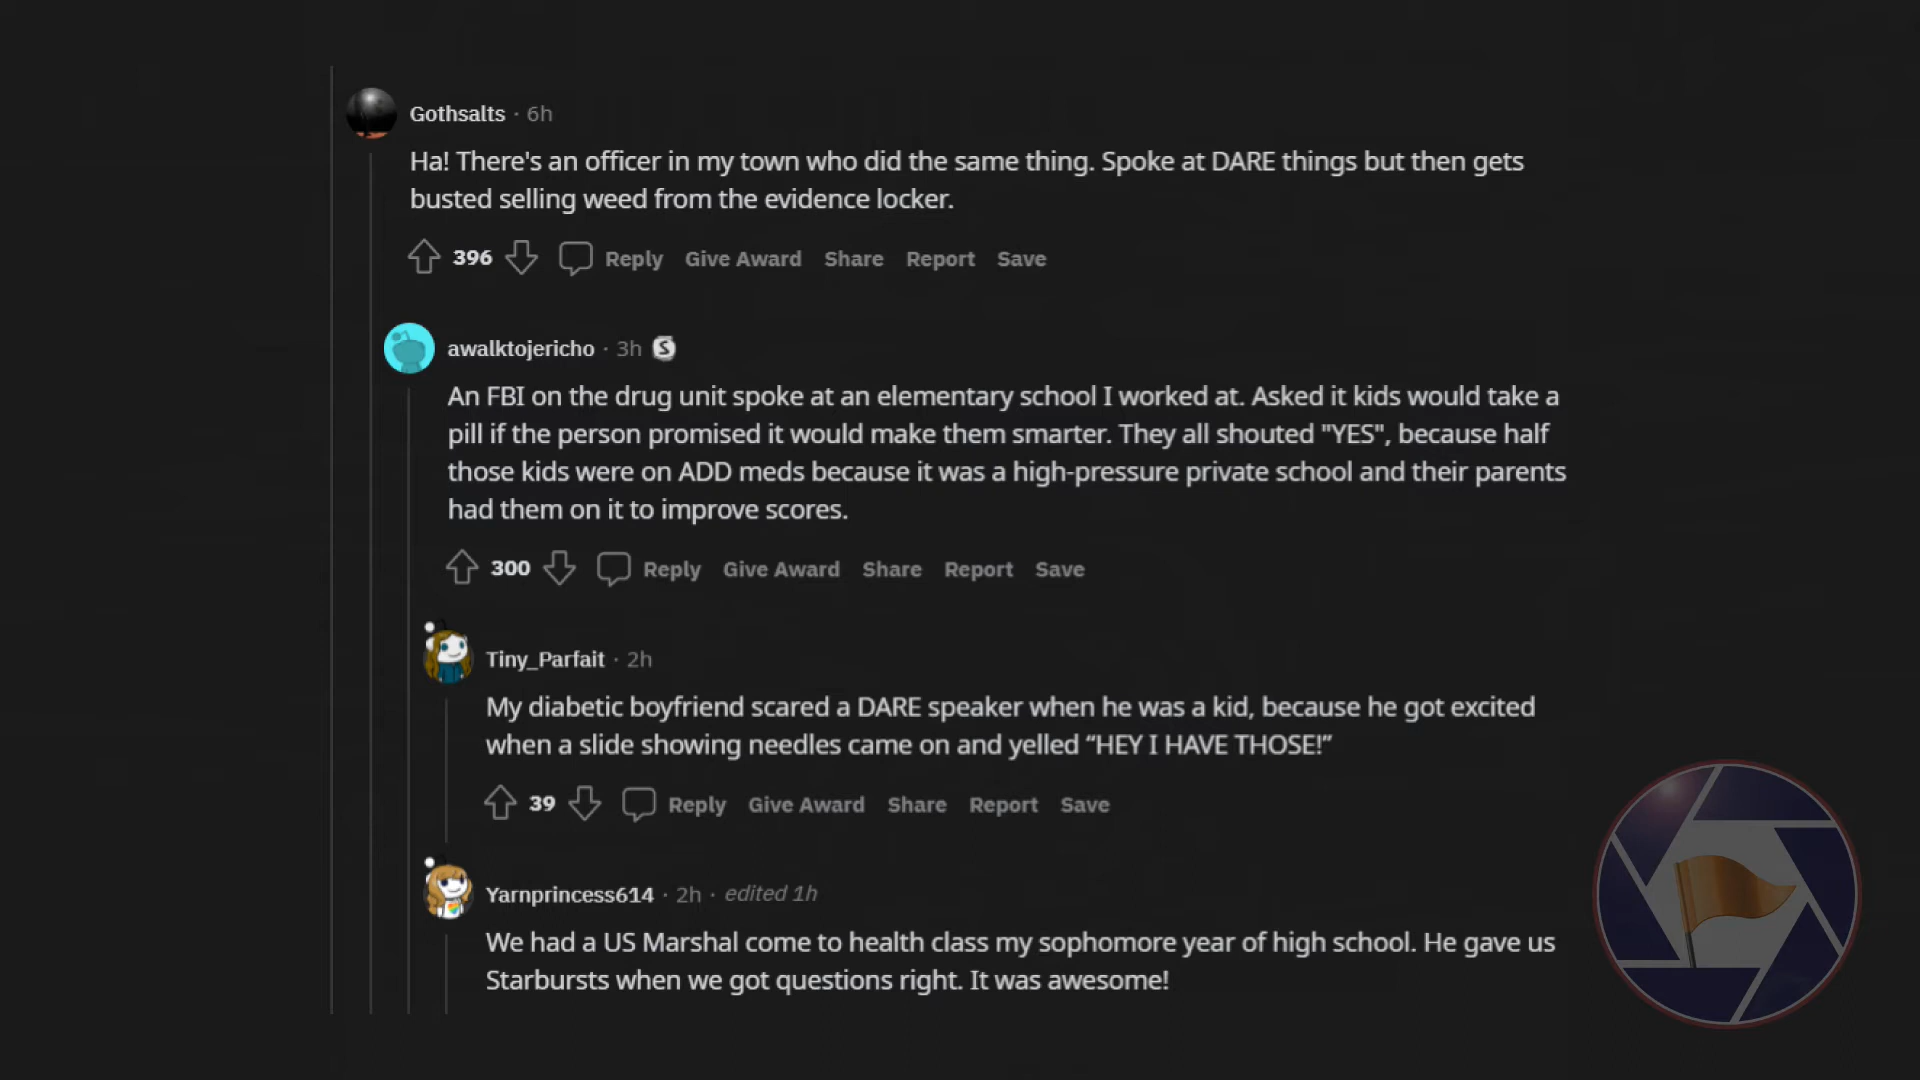 Gothsalts · 6h
Ha! There's an officer in my town who did the same thing. Spoke at DARE things but then gets
busted selling weed from the evidence locker.
396 Reply Give Award Share Report Save
awalktojericho · 3h S
An FBI on the drug unit spoke at an elementary school I worked at. Asked it kids would take a
pill if the person promised it would make them smarter. They all shouted "YES", because half
those kids were on ADD meds because it was a high-pressure private school and their parents
had them on it to improve scores.
300 Reply Give Award Share Report Save
Tiny_Parfait · 2h
My diabetic boyfriend scared a DARE speaker when he was a kid, because he got excited
when a slide showing needles came on and yelled “HEY I HAVE THOSE!”
39 Reply Give Award Share Report Save
Yarnprincess614 · 2h · edited 1h
We had a US Marshal come to health class my sophomore year of high school. He gave us
Starbursts when we got questions right. It was awesome!